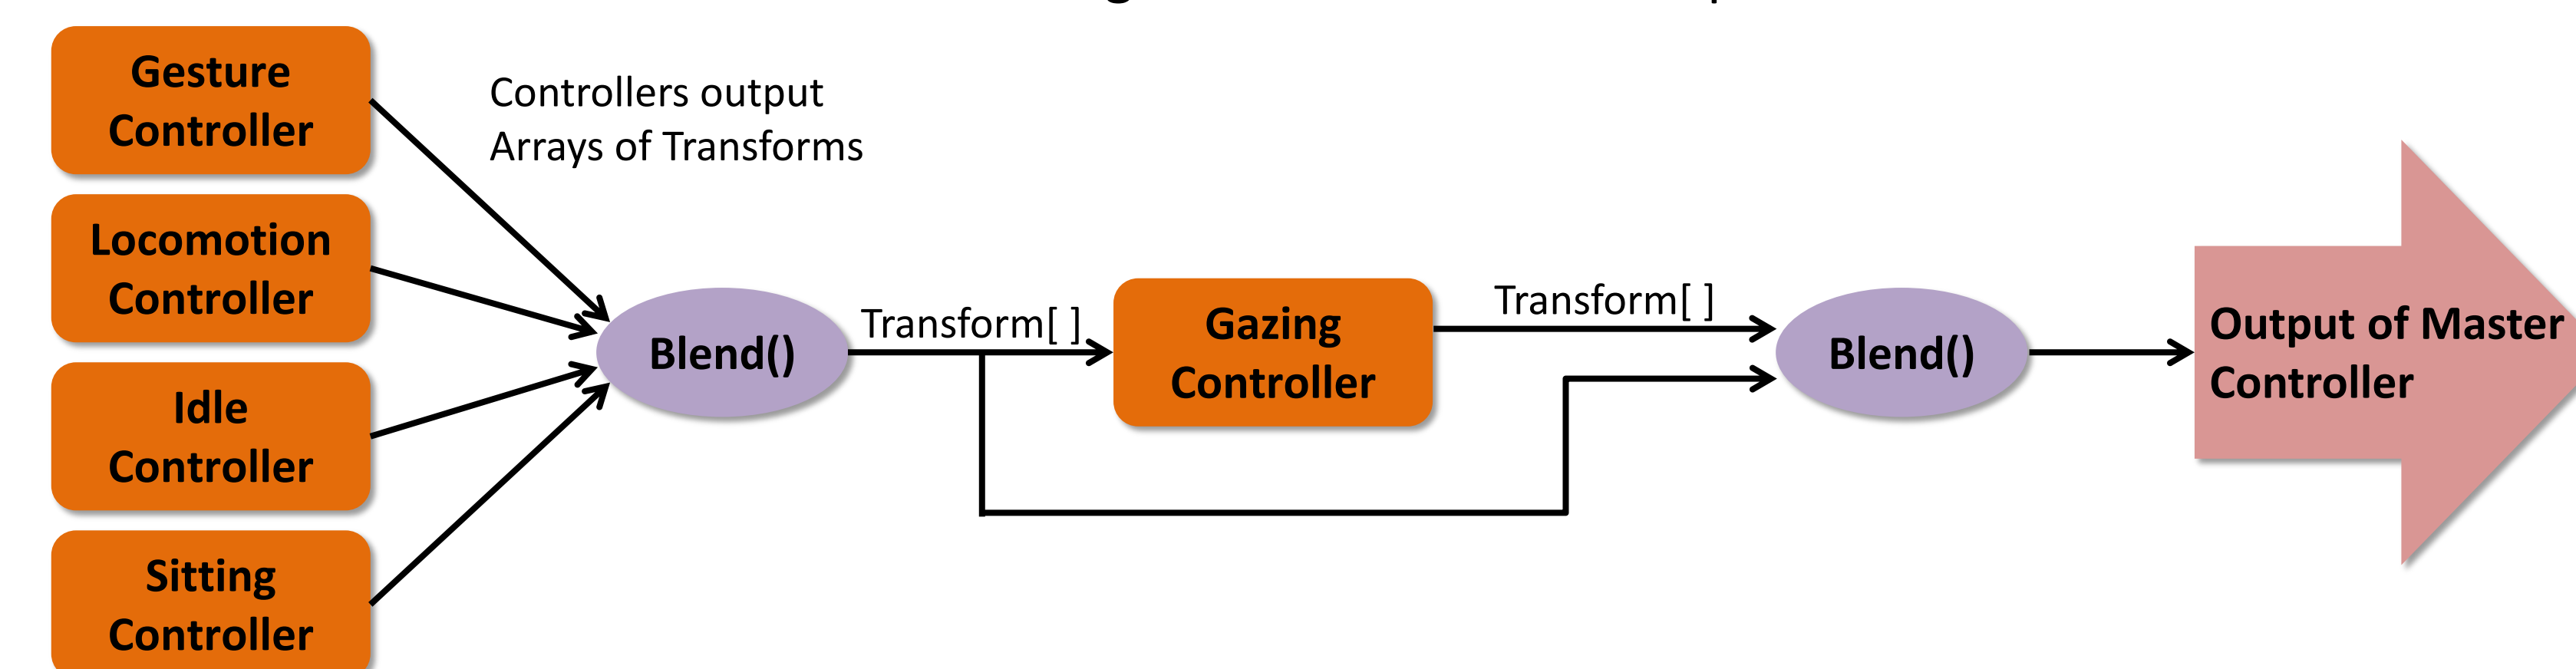 Gesture
Controller
Controllers output
Arrays of Transforms
Locomotion
Controller
Idle
Controller
Sitting
Controller
Blend()
Transform[ ]
Gazing
Controller
Transform[ ]
Blend()
Output of Master
Controller